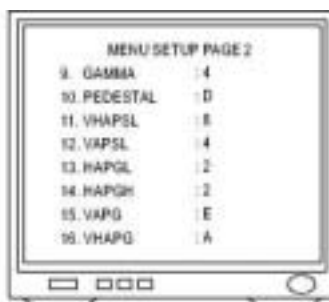 MENU SETUP PAGE 2
9. GAMMA :4
10. PEDESTAL :D
11. VHAPSL :8
12. VAPSL :4
13. HAPGL :2
14. HAPGH :2
15. VAPG :E
16. VHAPG :A